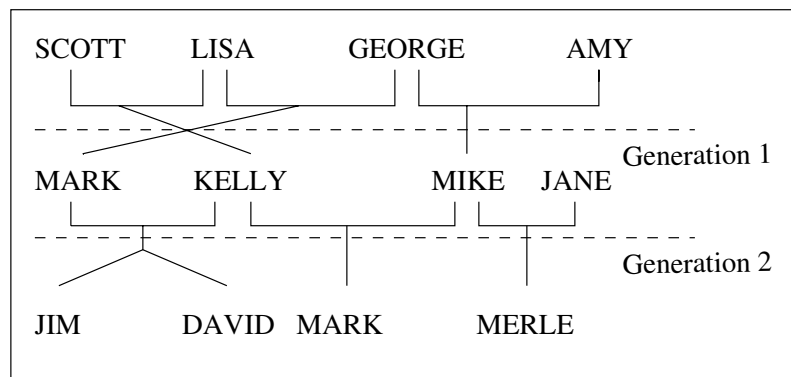 SCOTT LISA GEORGE AMY
Generation 1
MARK KELLY MIKE JANE
Generation 2
JIM DAVID MARK MERLE